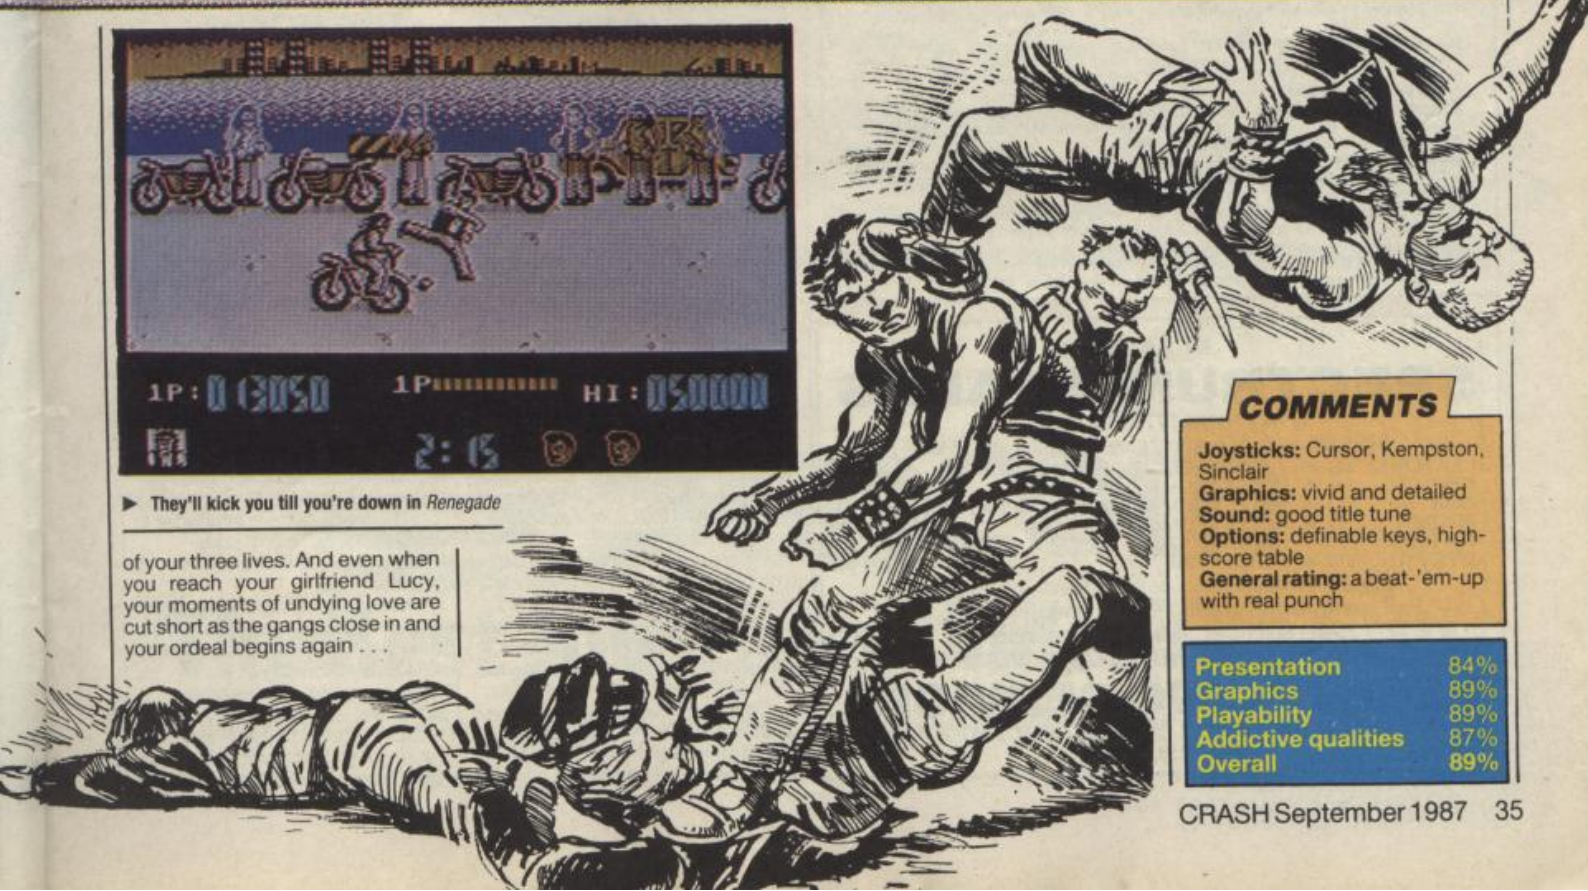 1P: 013050 1P HI: 050000
2:15
▶ They'll kick you till you're down in Renegade
of your three lives. And even when
you reach your girlfriend Lucy,
your moments of undying love are
cut short as the gangs close in and
your ordeal begins again . . .
COMMENTS
Joysticks: Cursor, Kempston,
Sinclair
Graphics: vivid and detailed
Sound: good title tune
Options: definable keys, high-
score table
General rating: a beat-'em-up
with real punch
Presentation 84%
Graphics 89%
Playability 89%
Addictive qualities 87%
Overall 89%
CRASH September 1987 35